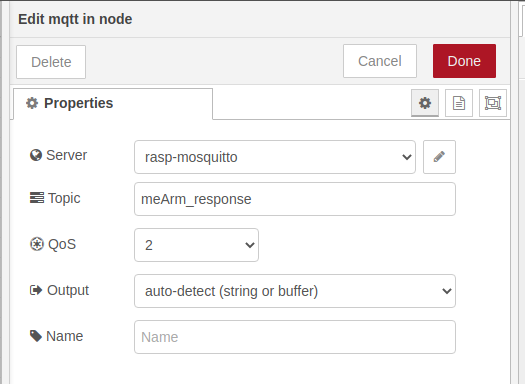 Edit mqtt in node
Delete
Cancel
Done
Properties
Server
rasp-mosquitto
Topic
meArm_response
QoS
2
Output
auto-detect (string or buffer)
Name
Name